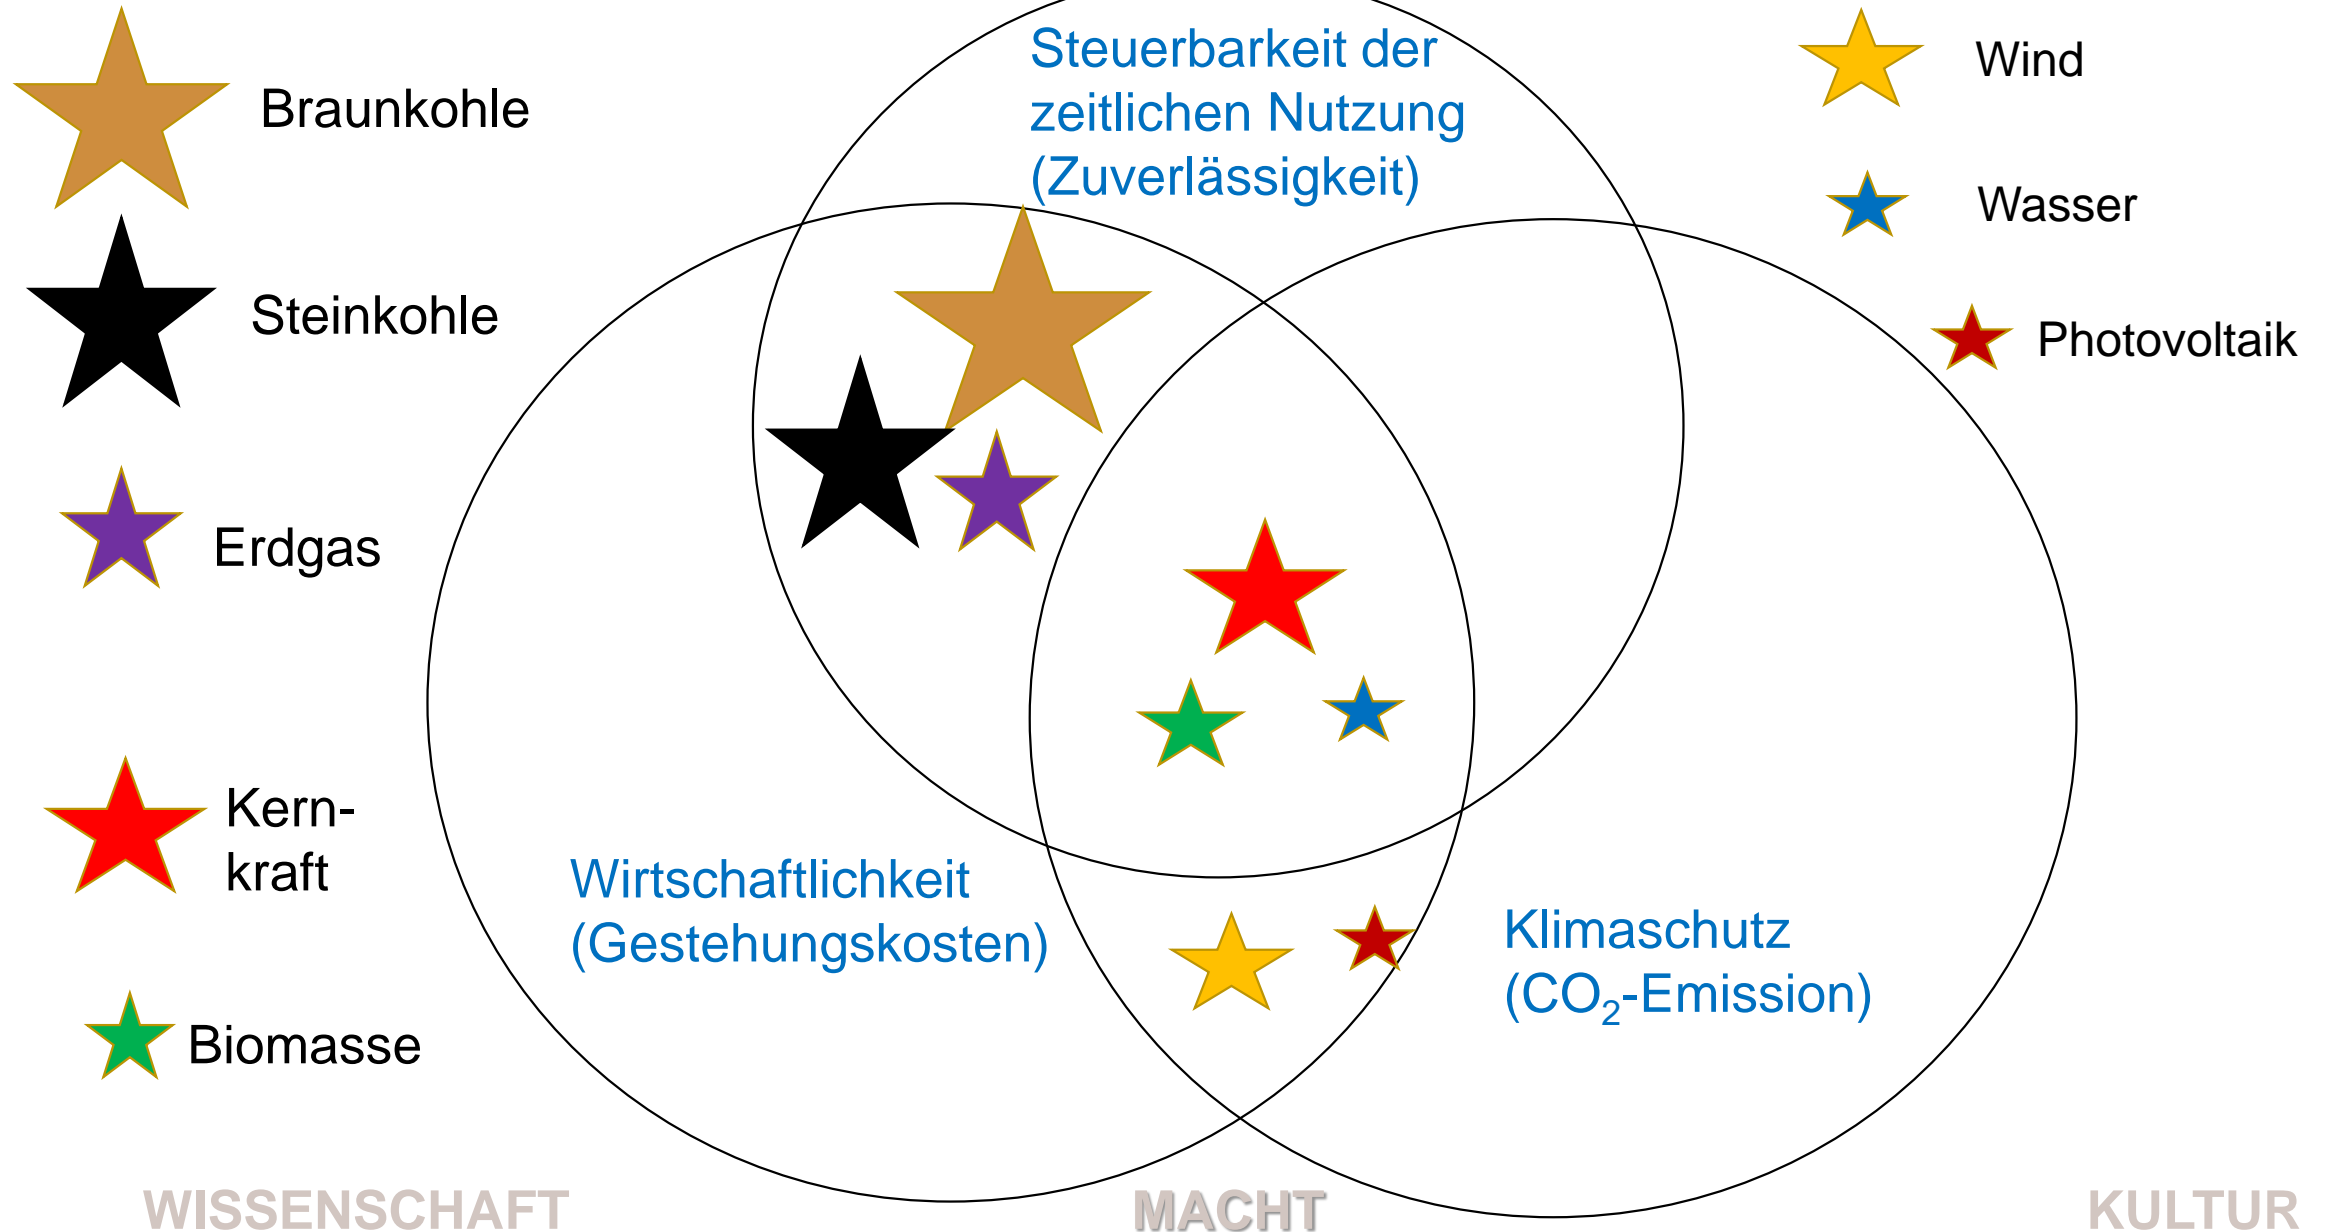 Braunkohle
Steinkohle
Erdgas
Kern-
kraft
Biomasse
Steuerbarkeit der
zeitlichen Nutzung
(Zuverlässigkeit)
Wirtschaftlichkeit
(Gestehungskosten)
Klimaschutz
(CO₂-Emission)
Wind
Wasser
Photovoltaik
WISSENSCHAFT
MACHT
KULTUR